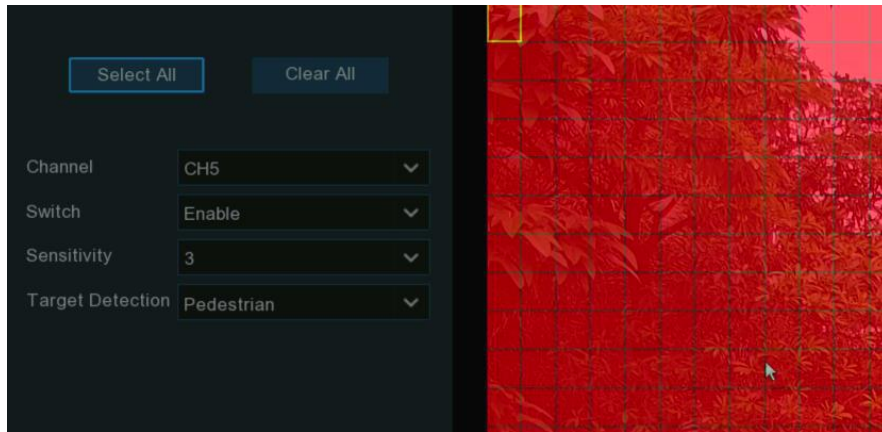 Select All Clear All
Channel CH5
Switch Enable
Sensitivity 3
Target Detection Pedestrian